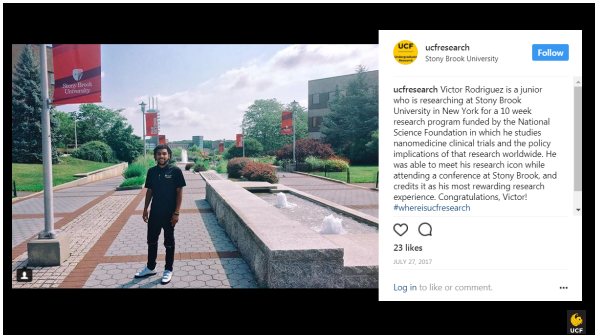 Stony Brook
University
UCF
Undergraduate
Research
ucfresearch
Stony Brook University
Follow
ucfresearch Victor Rodriguez is a junior
who is researching at Stony Brook
University in New York for a 10 week
research program funded by the National
Science Foundation in which he studies
nanomedicine clinical trials and the policy
implications of that research worldwide. He
was able to meet his research icon while
attending a conference at Stony Brook, and
credits it as his most rewarding research
experience. Congratulations, Victor!
#whereisucfresearch
23 likes
JULY 27, 2017
Log in to like or comment.
UCF